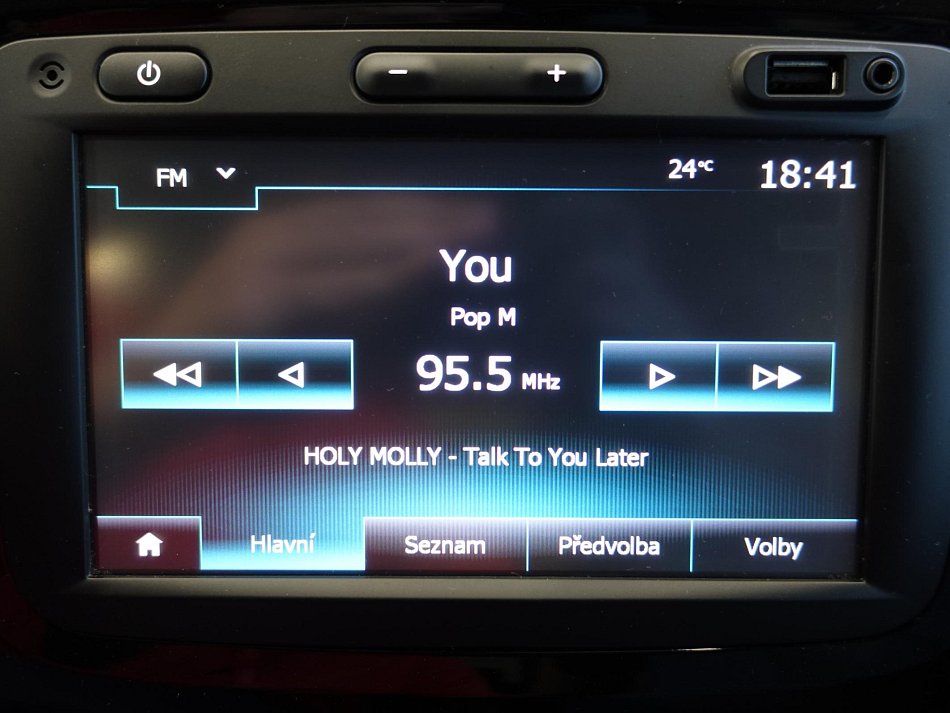 FM 24°C 18:41
You
Pop M
95.5 MHz
HOLY MOLLY - Talk To You Later
Hlavní Seznam Předvolba Volby